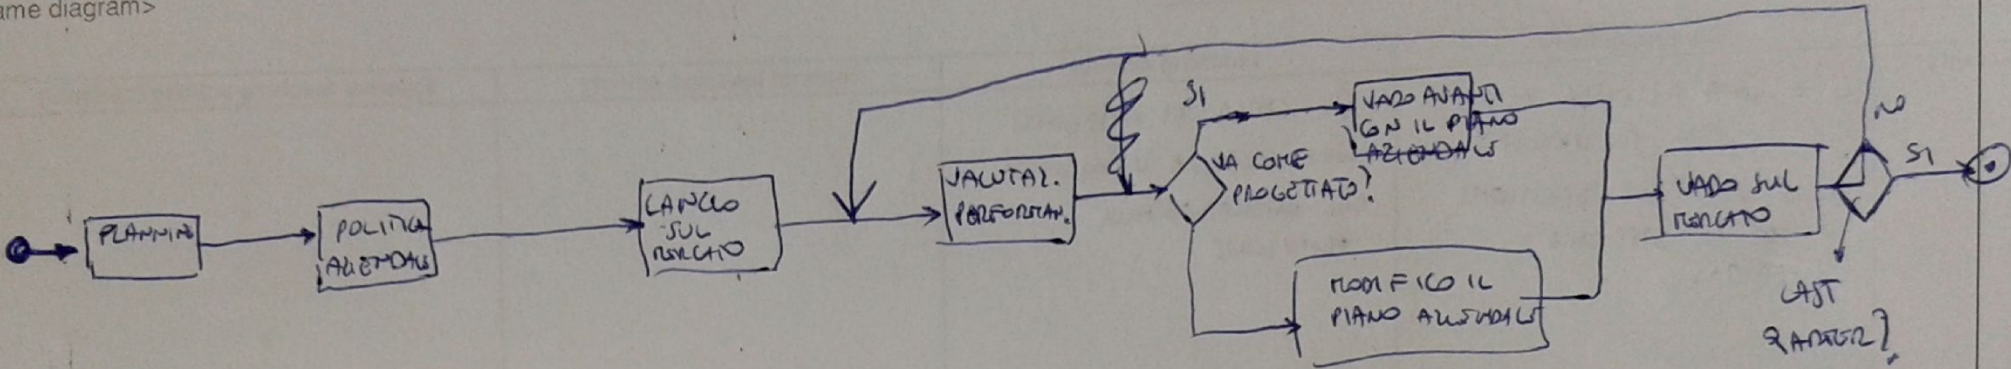 ame diagram>
PLANNING
POLITICA
AZIENDALE
LANCIO
SUL
MERCATO
VALUTAZ.
PERFORMAN.
VA COME
PROGETTATO?
SI
VADO AVANTI
CON IL PIANO
AZIENDALE
MODIFICO IL
PIANO AZIENDALE
VADO SUL
MERCATO
NO
SI
LAST
QARTER?